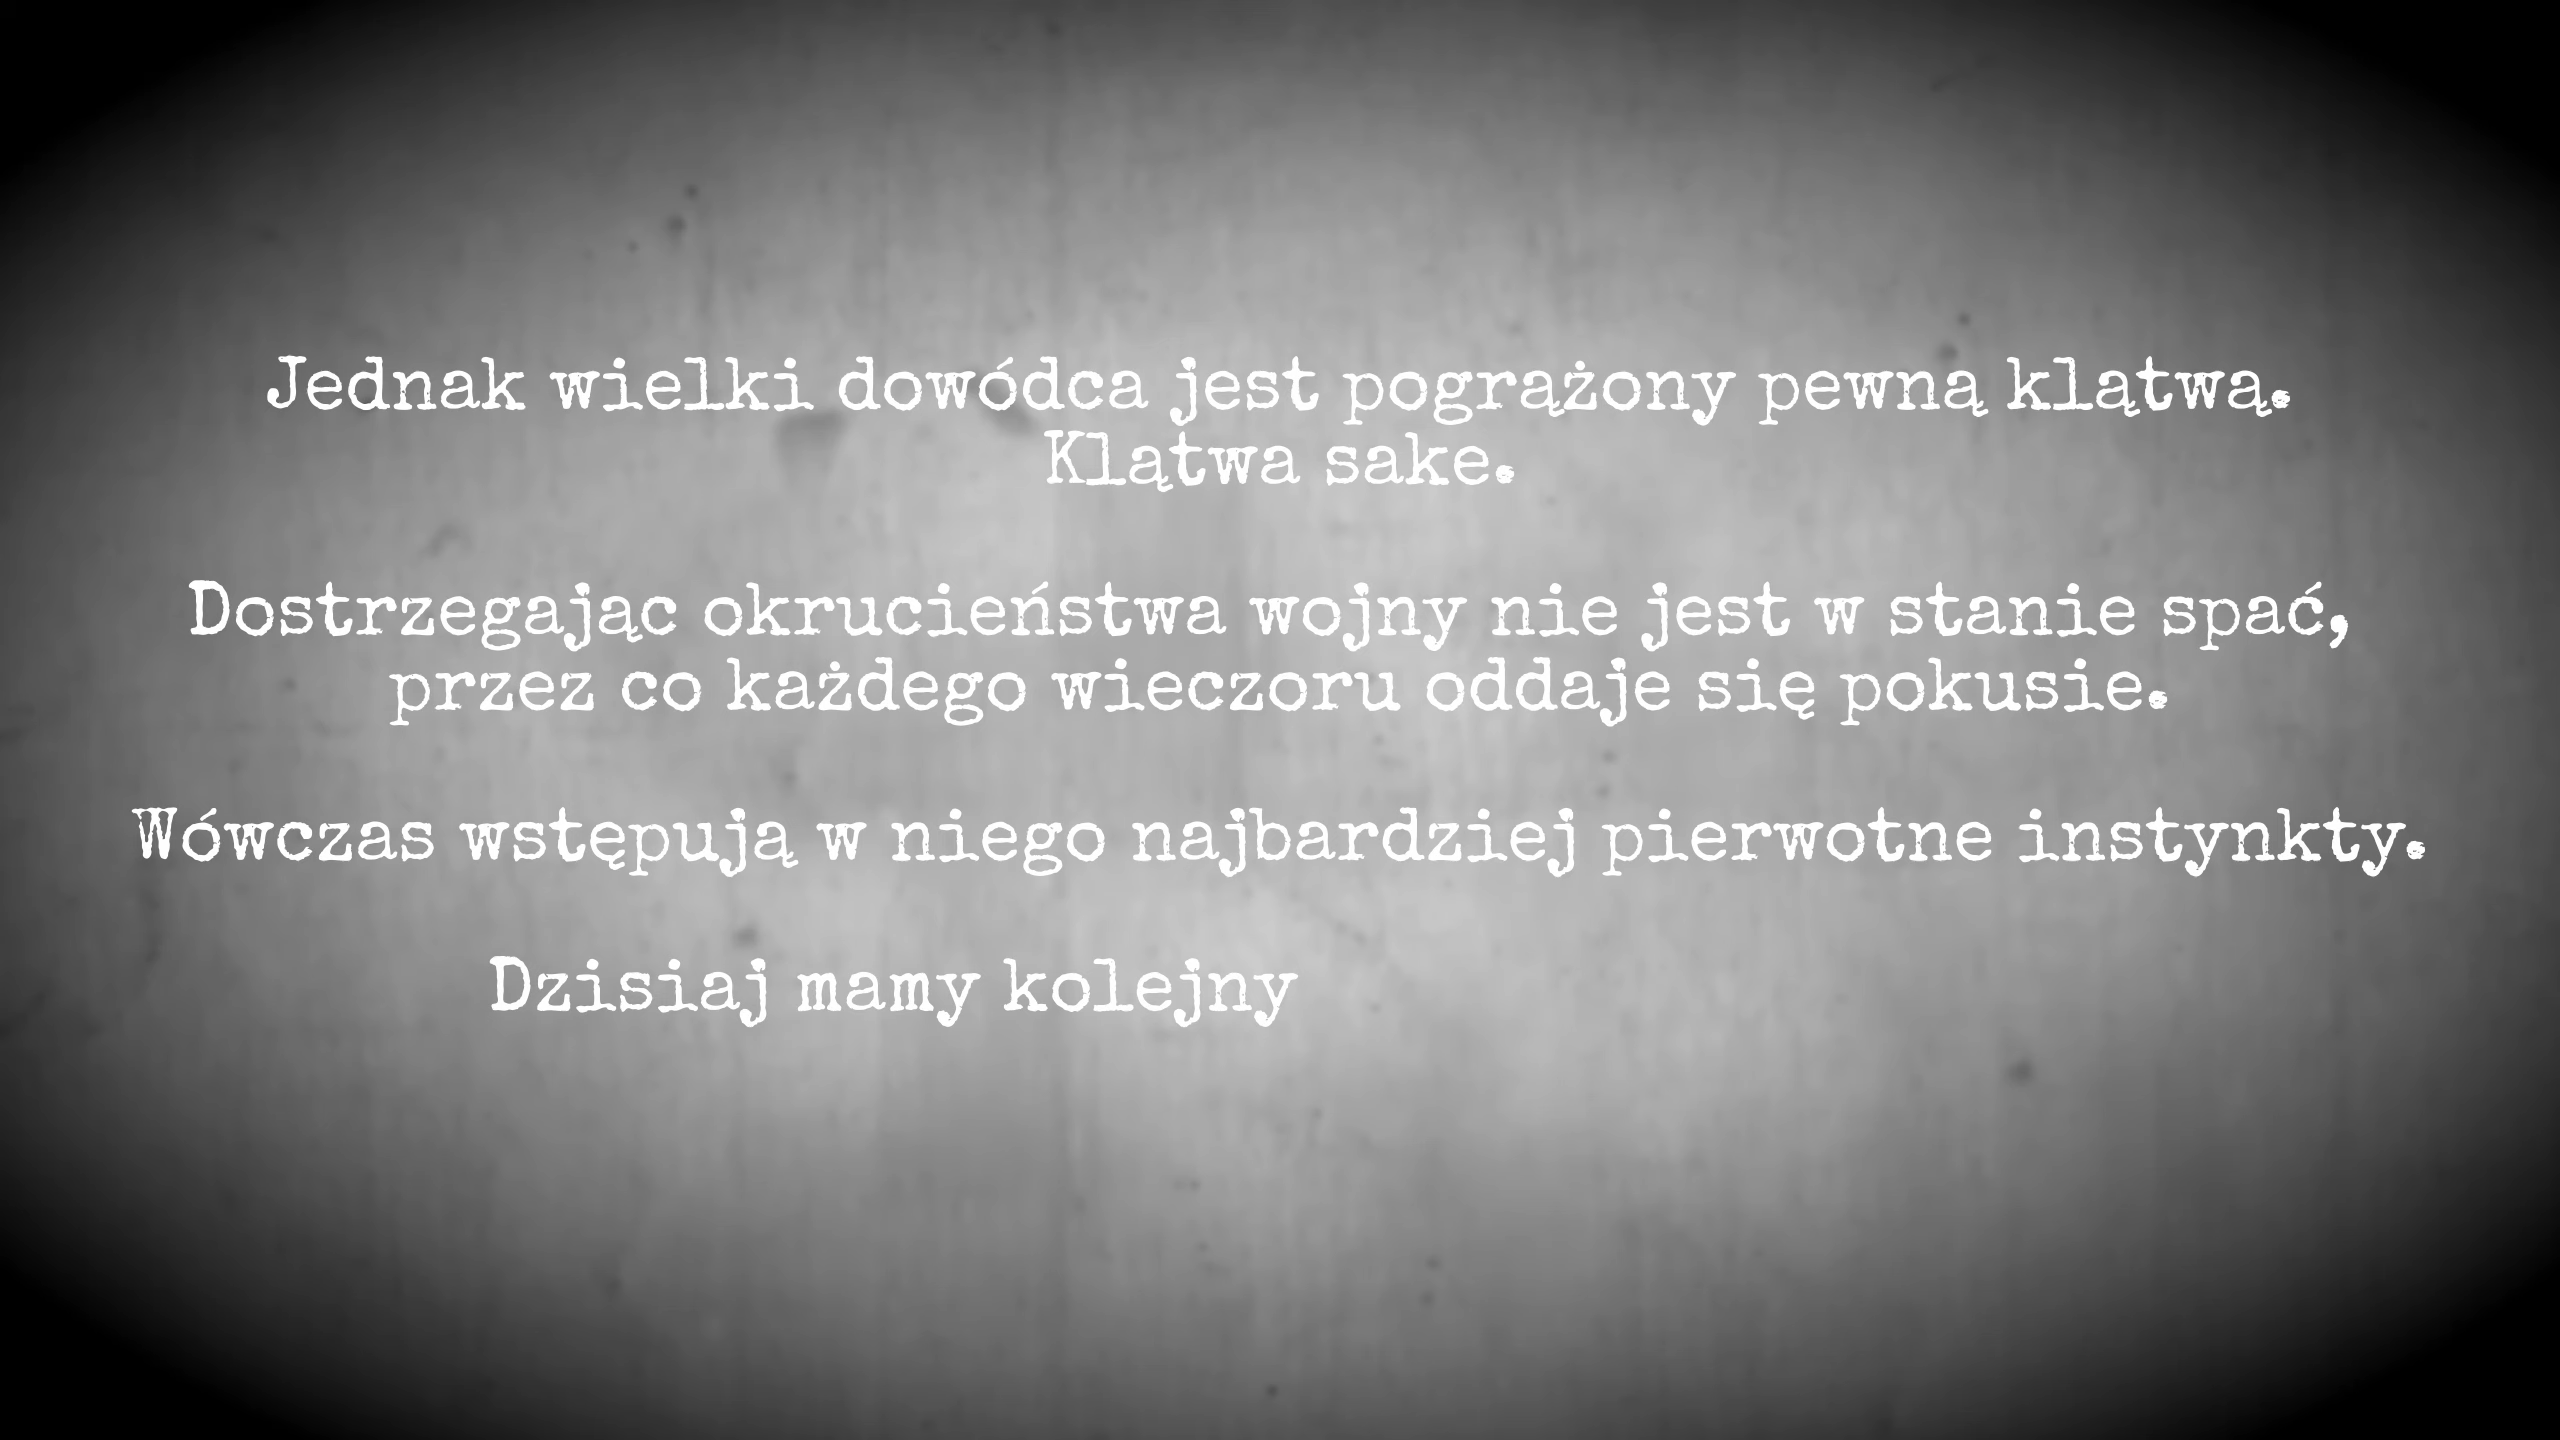 Jednak wielki dowódca jest pogrążony pewną klątwą.
Klątwa sake.
Dostrzegając okrucieństwa wojny nie jest w stanie spać,
przez co każdego wieczoru oddaje się pokusie.
Wówczas wstępują w niego najbardziej pierwotne instynkty.
Dzisiaj mamy kolejny